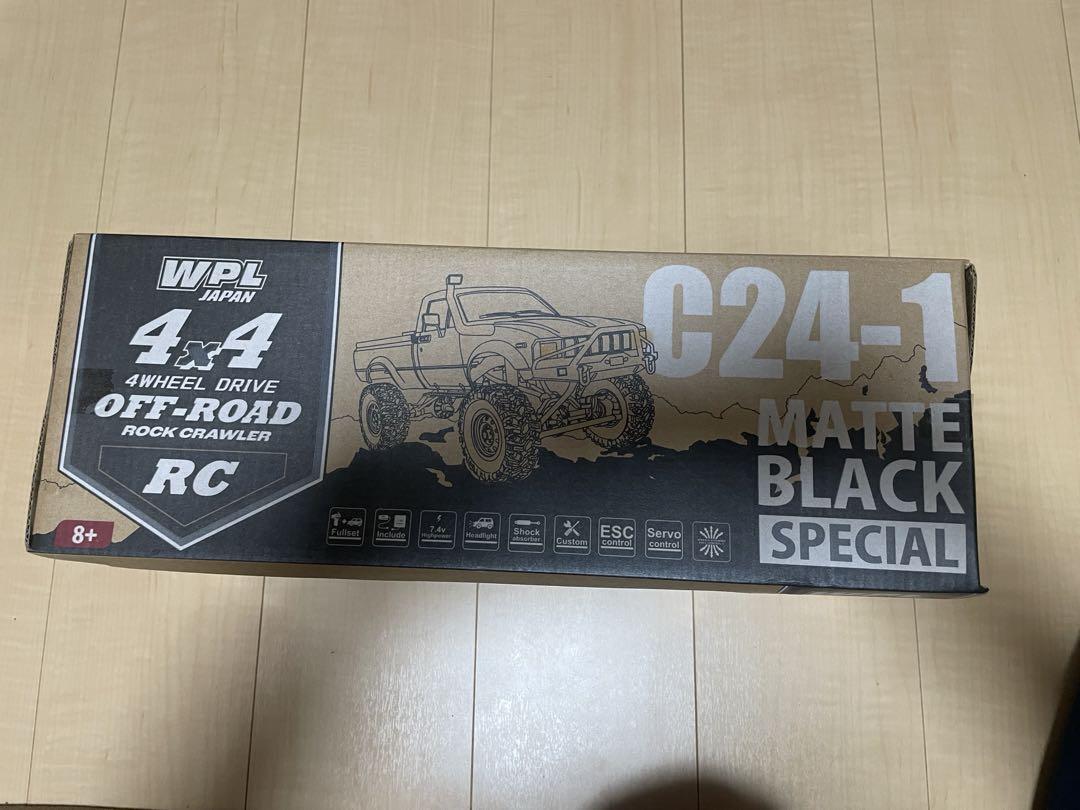 WPL
JAPAN
4x4
4WHEEL DRIVE
OFF-ROAD
ROCK CRAWLER
RC
8+
C24-1
MATTE
BLACK
SPECIAL
Fullset
Include
7.4v
Highpower
Headlight
Shock
absorber
Custom
ESC
control
Servo
control